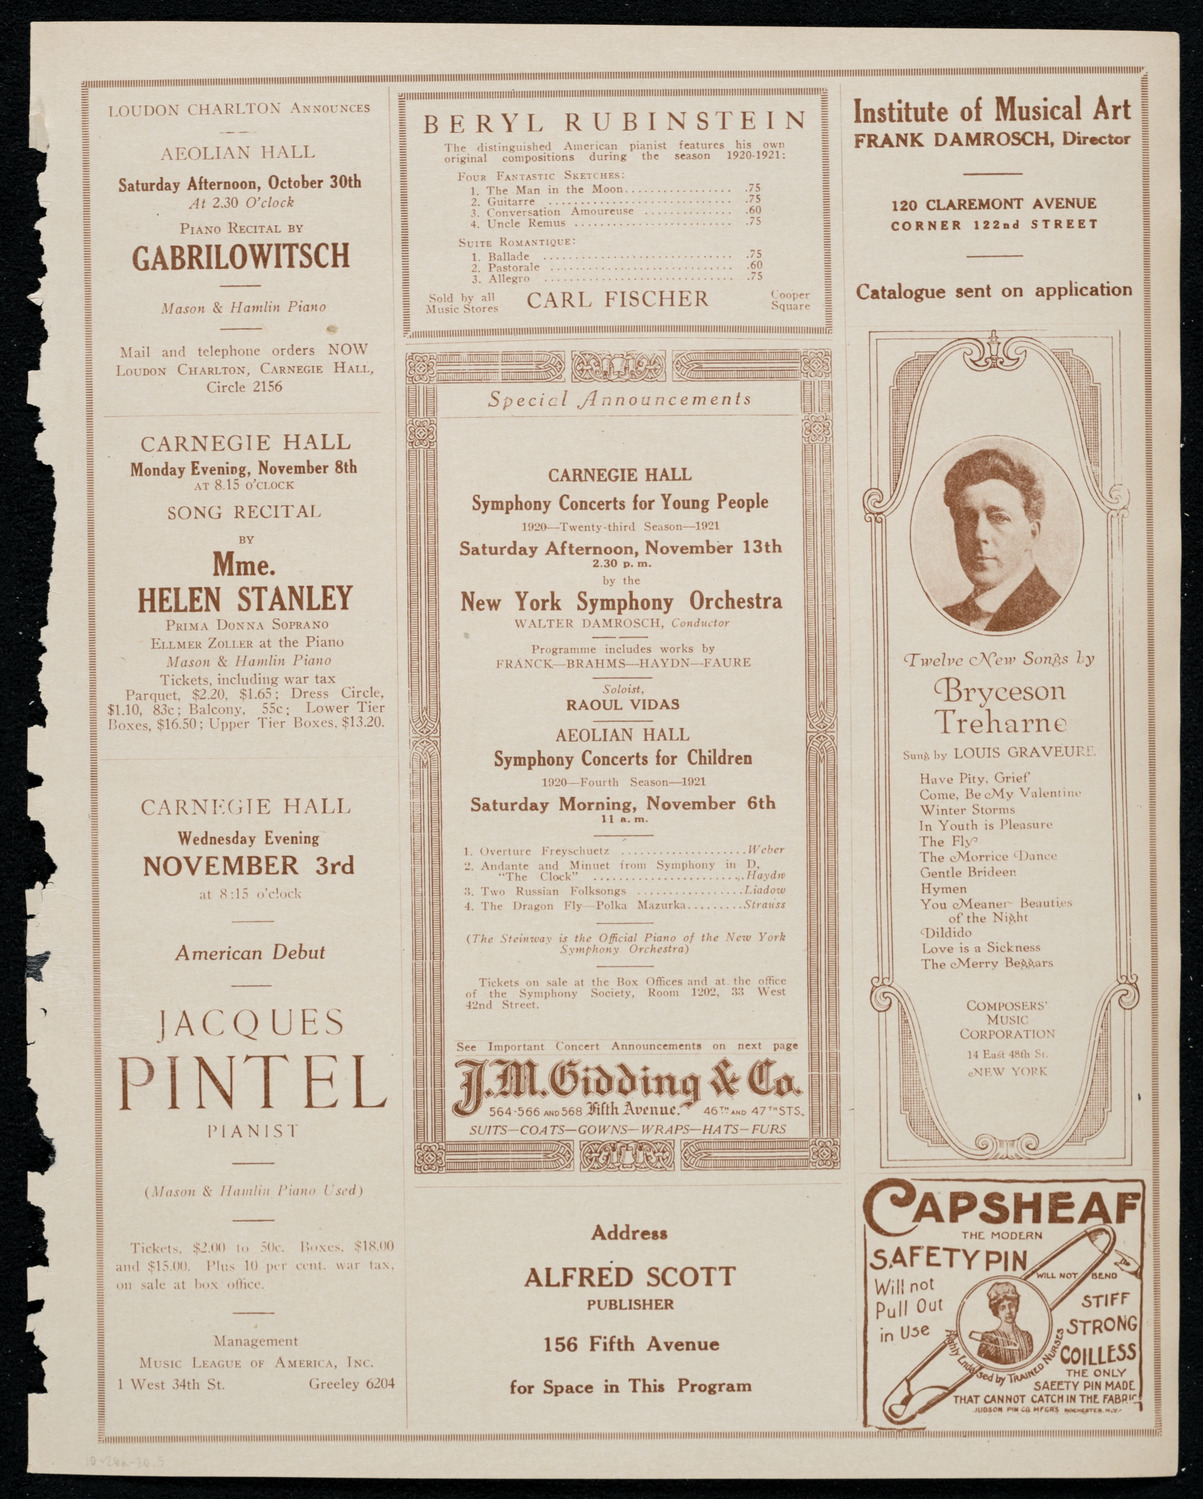 LOUDON CHARLTON ANNOUNCES
AEOLIAN HALL
Saturday Afternoon, October 30th
At 2.30 O'clock
PIANO RECITAL BY
GABRILOWITSCH
Mason & Hamlin Piano
Mail and telephone orders NOW
LOUDON CHARLTON, CARNEGIE HALL,
Circle 2156
CARNEGIE HALL
Monday Evening, November 8th
AT 8.15 O'CLOCK
SONG RECITAL
BY
Mme.
HELEN STANLEY
PRIMA DONNA SOPRANO
ELLMER ZOLLER at the Piano
Mason & Hamlin Piano
Tickets, including war tax
Parquet, $2.20, $1.65; Dress Circle,
$1.10, 83c; Balcony, 55c; Lower Tier
Boxes, $16.50; Upper Tier Boxes, $13.20.
CARNEGIE HALL
Wednesday Evening
NOVEMBER 3rd
at 8:15 o'clock
American Debut
JACQUES
PINTEL
PIANIST
(Mason & Hamlin Piano Used)
Tickets, $2.00 to 50c. Boxes, $18.00
and $15.00. Plus 10 per cent. war tax,
on sale at box office.
Management
MUSIC LEAGUE OF AMERICA, INC.
1 West 34th St. Greeley 6204
BERYL RUBINSTEIN
The distinguished American pianist features his own
original compositions during the season 1920-1921:
FOUR FANTASTIC SKETCHES:
1. The Man in the Moon................. .75
2. Guitarre ............................. .75
3. Conversation Amoureuse .............. .60
4. Uncle Remus ......................... .75
SUITE ROMANTIQUE:
1. Ballade .............................. .75
2. Pastorale ............................ .60
3. Allegro .............................. .75
Sold by all
Music Stores
CARL FISCHER
Cooper
Square
Special Announcements
CARNEGIE HALL
Symphony Concerts for Young People
1920—Twenty-third Season—1921
Saturday Afternoon, November 13th
2.30 p. m.
by the
New York Symphony Orchestra
WALTER DAMROSCH, Conductor
Programme includes works by
FRANCK—BRAHMS—HAYDN—FAURE
Soloist,
RAOUL VIDAS
AEOLIAN HALL
Symphony Concerts for Children
1920—Fourth Season—1921
Saturday Morning, November 6th
11 a. m.
1. Overture Freyschuetz ...................Weber
2. Andante and Minuet from Symphony in D,
"The Clock" ......................Haydn
3. Two Russian Folksongs ................Liadow
4. The Dragon Fly—Polka Mazurka.........Strauss
(The Steinway is the Official Piano of the New York
Symphony Orchestra)
Tickets on sale at the Box Offices and at the office
of the Symphony Society, Room 1202, 33 West
42nd Street.
See Important Concert Announcements on next page
J.M. Gidding & Co.
564-566 AND 568 Fifth Avenue. 46TH AND 47TH STS.
SUITS—COATS—GOWNS—WRAPS—HATS—FURS
Address
ALFRED SCOTT
PUBLISHER
156 Fifth Avenue
for Space in This Program
Institute of Musical Art
FRANK DAMROSCH, Director
120 CLAREMONT AVENUE
CORNER 122nd STREET
Catalogue sent on application
Twelve New Songs by
Bryceson
Treharne
Sung by LOUIS GRAVEURE
Have Pity, Grief
Come, Be My Valentine
Winter Storms
In Youth is Pleasure
The Fly
The Morrice Dance
Gentle Brideen
Hymen
You Meaner Beauties
of the Night
Dildido
Love is a Sickness
The Merry Beggars
COMPOSERS'
MUSIC
CORPORATION
14 East 48th St.
NEW YORK
CAPSHEAF
THE MODERN
SAFETY PIN
WILL NOT BEND
Will not
Pull Out
in Use
STIFF
STRONG
COILLESS
Highly Endorsed by TRAINED NURSES
THE ONLY
SAFETY PIN MADE
THAT CANNOT CATCH IN THE FABRIC
JUDSON PIN CO. MFGRS. ROCHESTER. N.Y.